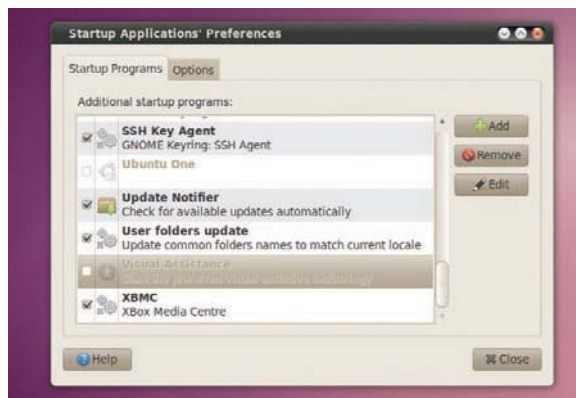 Startup Applications' Preferences
Startup Programs
Options
Additional startup programs:
SSH Key Agent
GNOME Keyring: SSH Agent
Ubuntu One
Update Notifier
Check for available updates automatically
User folders update
Update common folders names to match current locale
Visual Assistance
XBMC
XBox Media Centre
Add
Remove
Edit
Help
Close